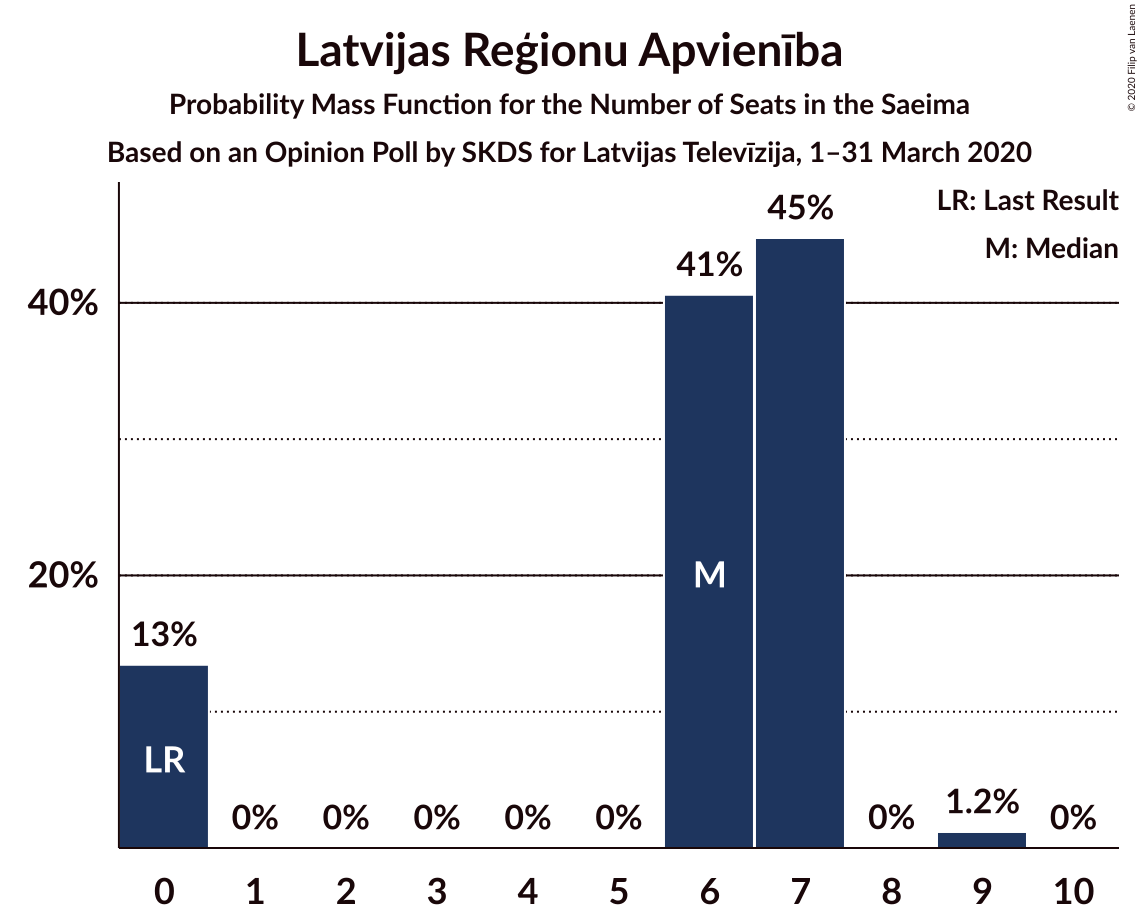 Latvijas Reģionu Apvienība
Probability Mass Function for the Number of Seats in the Saeima
Based on an Opinion Poll by SKDS for Latvijas Televīzija, 1–31 March 2020
© 2020 Filip van Laenen
LR: Last Result
M: Median
45%
41%
40%
20%
M
13%
LR
0% 0% 0% 0% 0% 0% 1.2% 0%
0 1 2 3 4 5 6 7 8 9 10